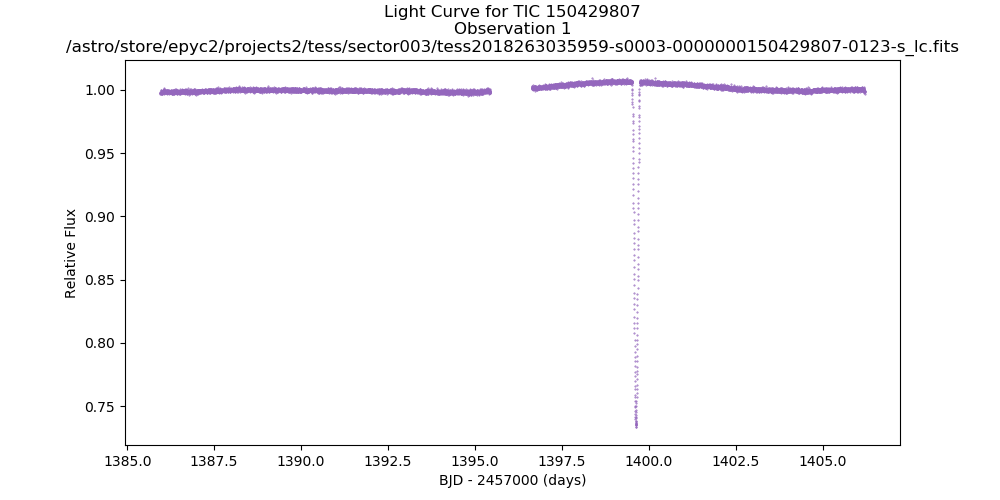 Light Curve for TIC 150429807
Observation 1
/astro/store/epyc2/projects2/tess/sector003/tess2018263035959-s0003-0000000150429807-0123-s_lc.fits
1.00
0.95
0.90
0.85
0.80
0.75
Relative Flux
1385.0 1387.5 1390.0 1392.5 1395.0 1397.5 1400.0 1402.5 1405.0
BJD - 2457000 (days)